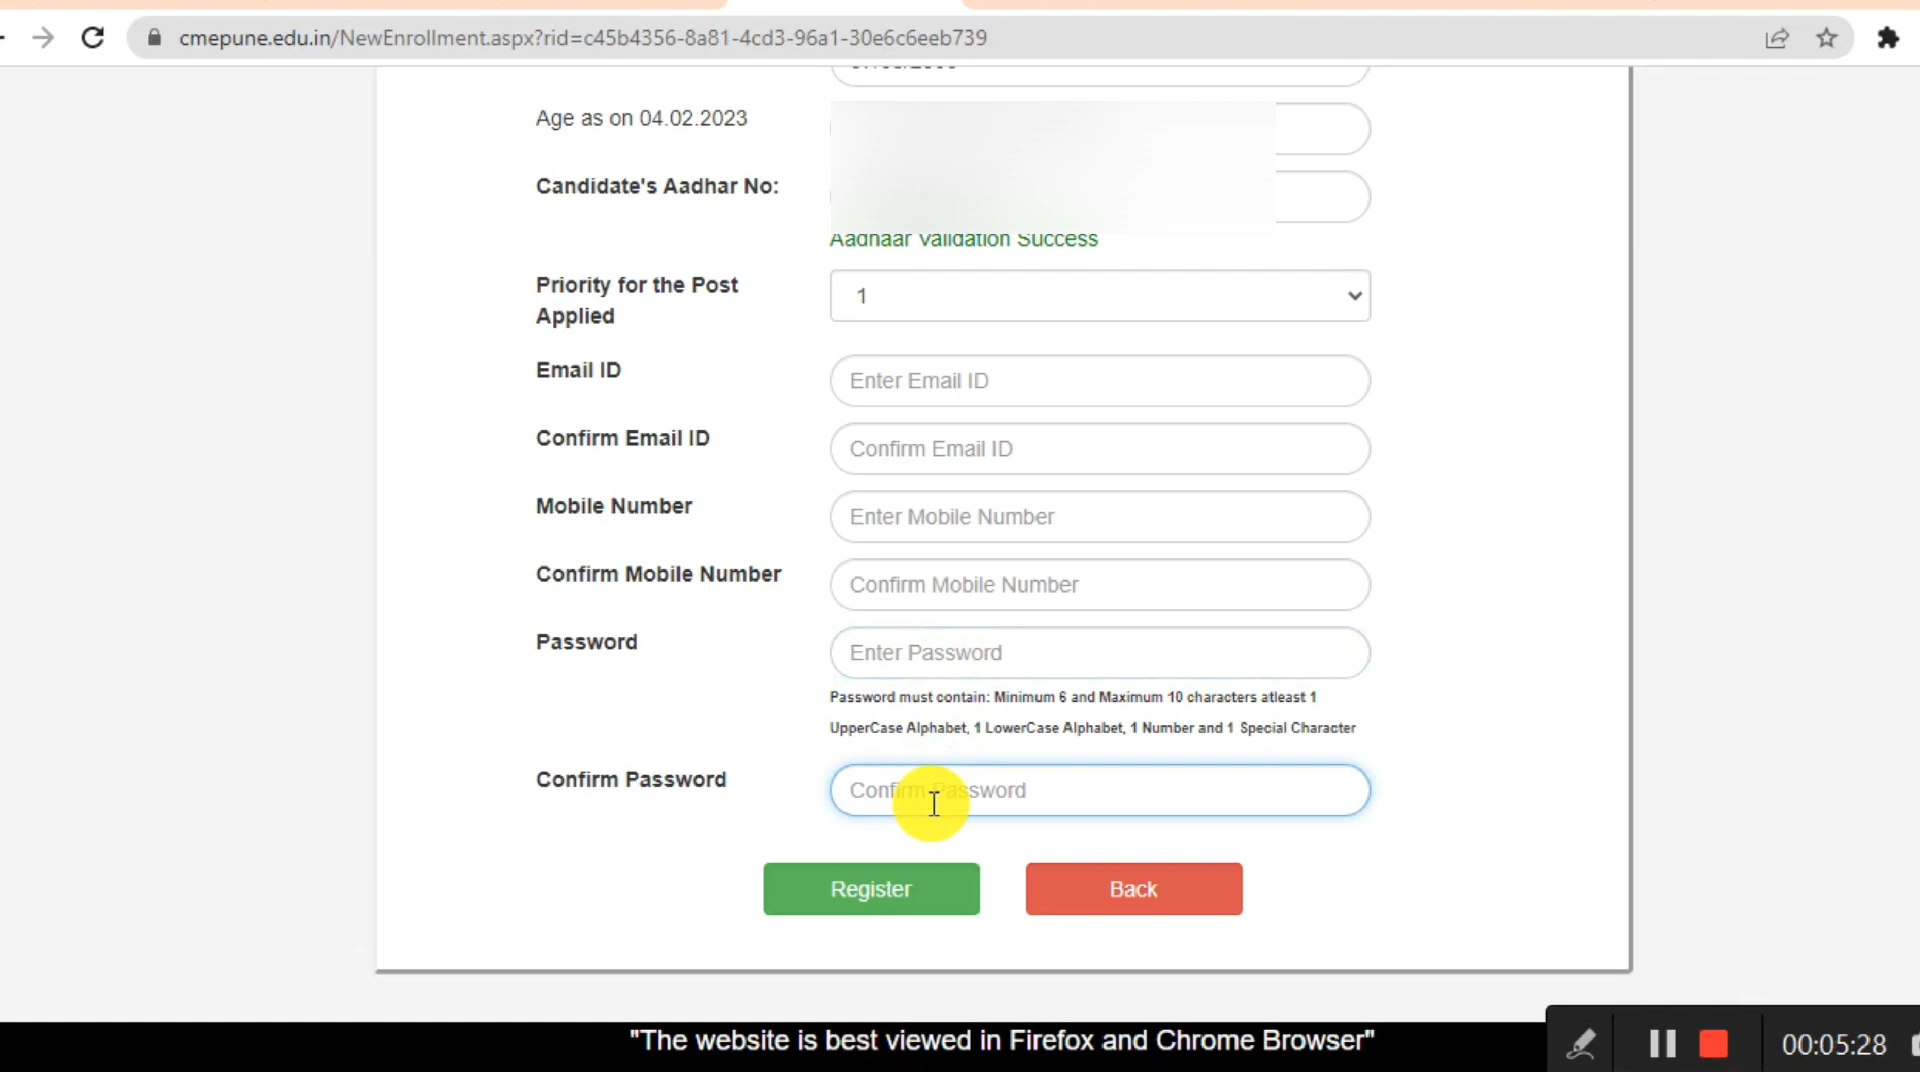 cmepune.edu.in/NewEnrollment.aspx?rid=c45b4356-8a81-4cd3-96a1-30e6c6eeb739
Age as on 04.02.2023
Candidate's Aadhar No:
Aadhaar Validation Success
Priority for the Post
Applied
1
Email ID
Enter Email ID
Confirm Email ID
Confirm Email ID
Mobile Number
Enter Mobile Number
Confirm Mobile Number
Confirm Mobile Number
Password
Enter Password
Password must contain: Minimum 6 and Maximum 10 characters atleast 1
UpperCase Alphabet, 1 LowerCase Alphabet, 1 Number and 1 Special Character
Confirm Password
Confirm Password
Register
Back
"The website is best viewed in Firefox and Chrome Browser"
00:05:28